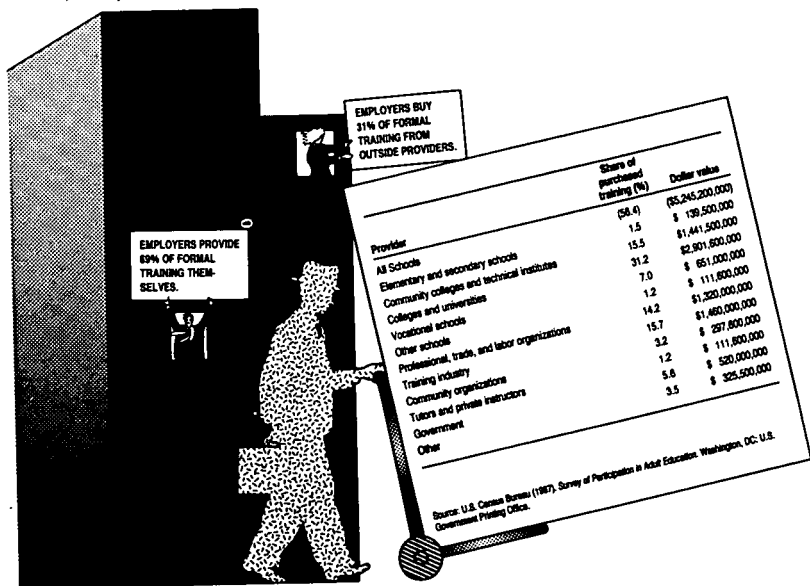 EMPLOYERS BUY
31% OF FORMAL
TRAINING FROM
OUTSIDE PROVIDERS.
EMPLOYERS PROVIDE
69% OF FORMAL
TRAINING THEM-
SELVES.
Provider Share of purchased training (%) Dollar value
All Schools (56.4) ($5,245,200,000)
Elementary and secondary schools 1.5 $ 139,500,000
Community colleges and technical institutes 15.5 $1,441,500,000
Colleges and universities 31.2 $2,901,600,000
Vocational schools 7.0 $ 651,000,000
Other schools 1.2 $ 111,600,000
Professional, trade, and labor organizations 14.2 $1,320,000,000
Training industry 15.7 $1,460,000,000
Community organizations 3.2 $ 297,600,000
Tutors and private instructors 1.2 $ 111,600,000
Government 5.6 $ 520,000,000
Other 3.5 $ 325,500,000
Source: U.S. Census Bureau (1987). Survey of Participation in Adult Education. Washington, DC: U.S.
Government Printing Office.